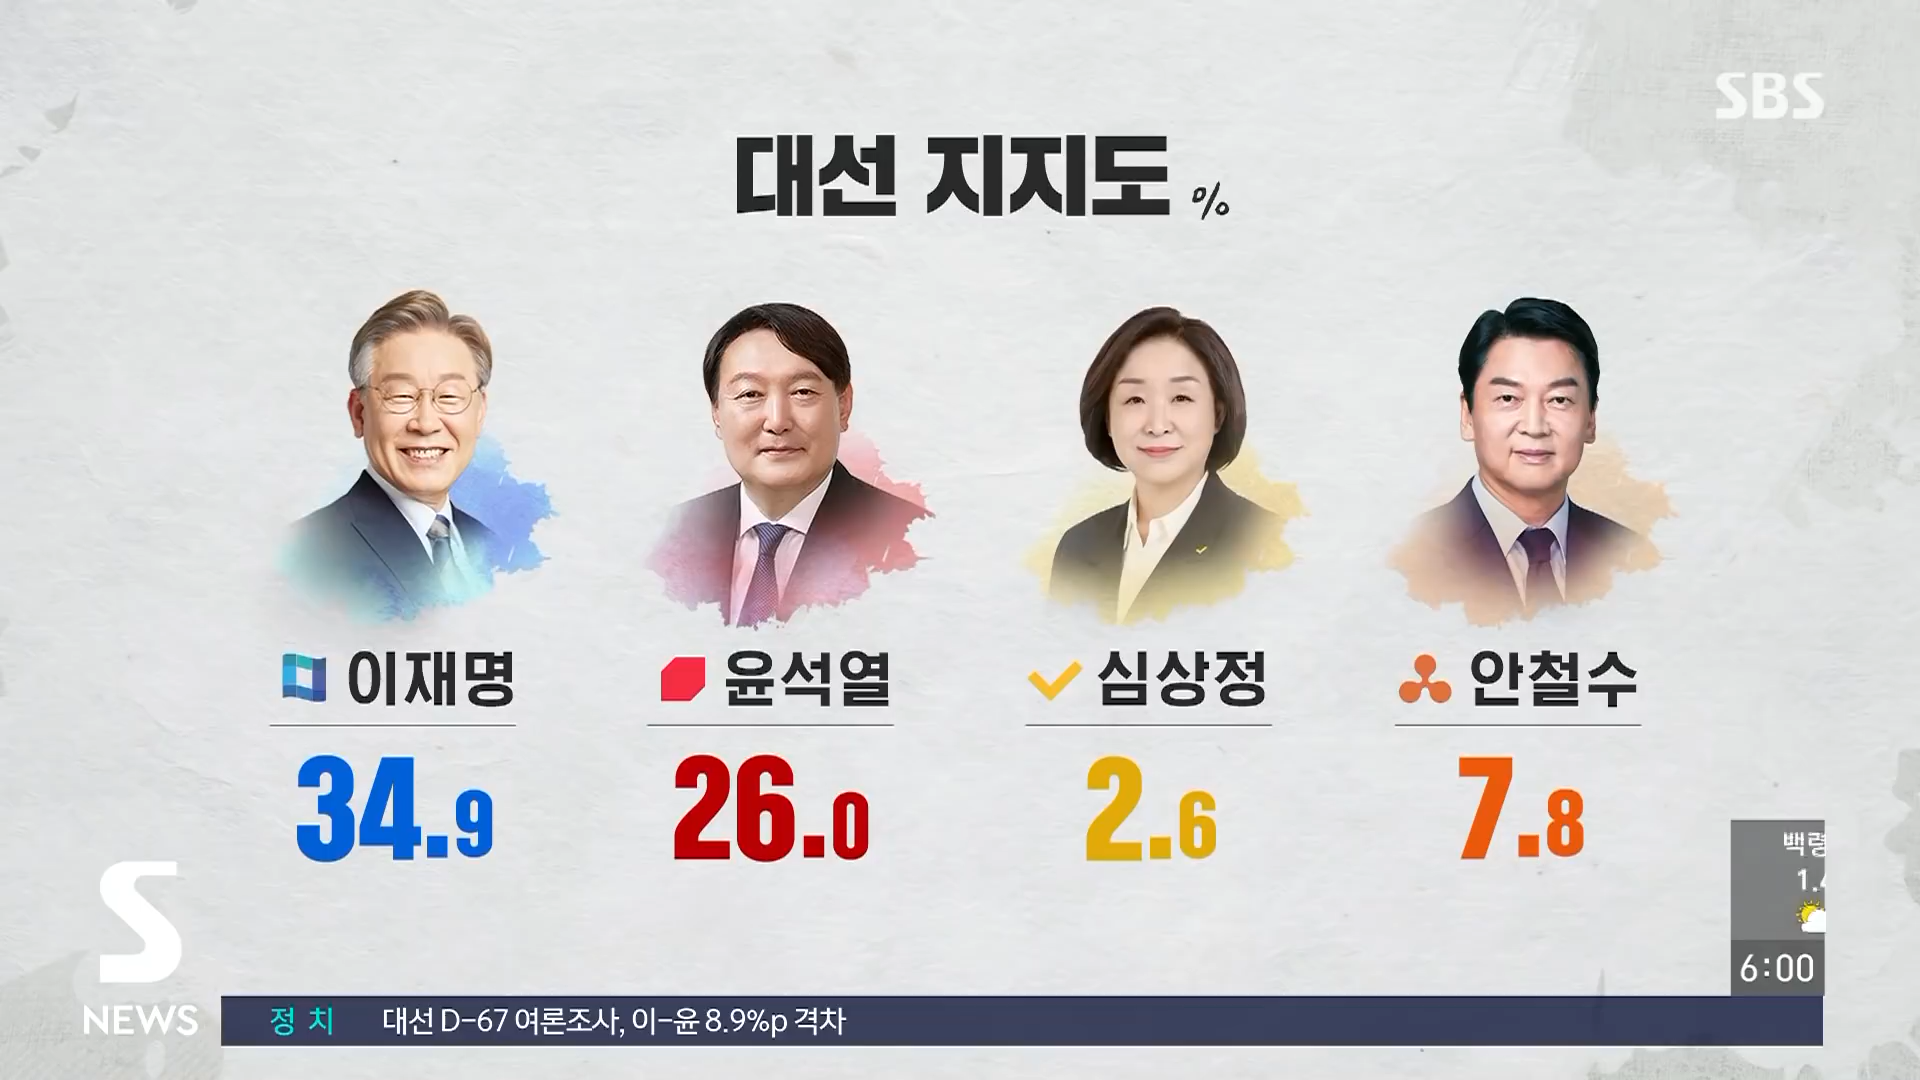 SBS
대선 지지도 %
이재명 윤석열 심상정 안철수
34.9 26.0 2.6 7.8
1.
6:00
S
NEWS
정치 대선 D-67 여론조사, 이-윤 8.9%p 격차